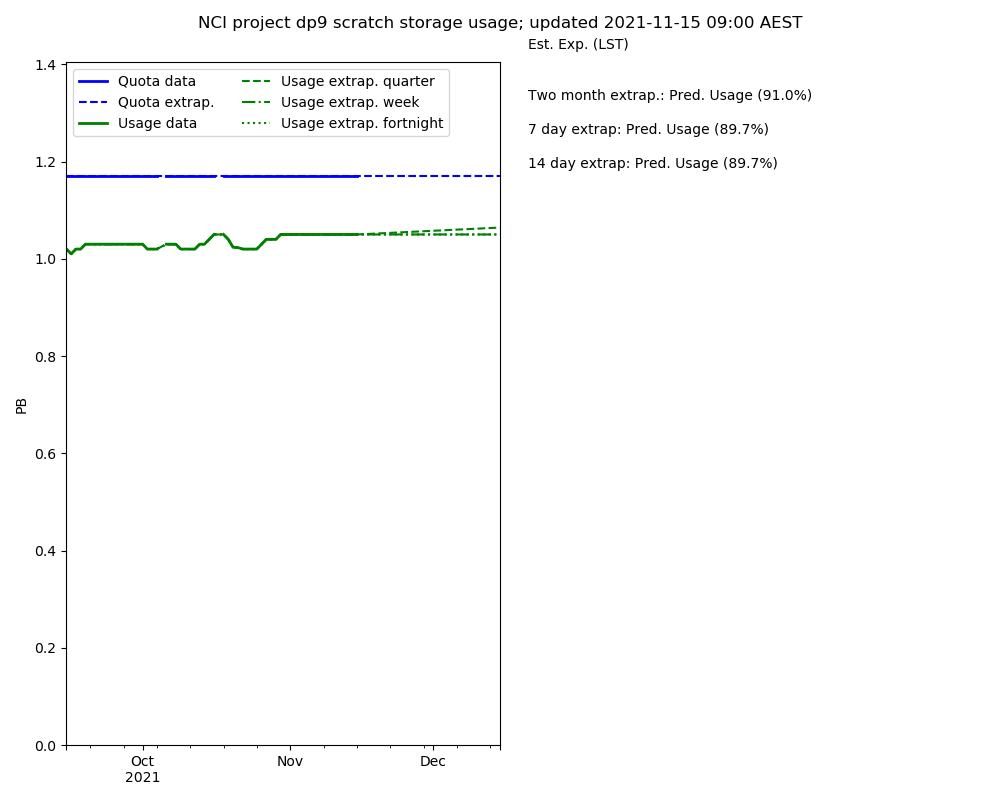 NCI project dp9 scratch storage usage; updated 2021-11-15 09:00 AEST
Est. Exp. (LST)
Two month extrap.: Pred. Usage (91.0%)
7 day extrap: Pred. Usage (89.7%)
14 day extrap: Pred. Usage (89.7%)
Quota data
Quota extrap.
Usage data
Usage extrap. quarter
Usage extrap. week
Usage extrap. fortnight
PB
1.4
1.2
1.0
0.8
0.6
0.4
0.2
0.0
Oct
2021
Nov
Dec